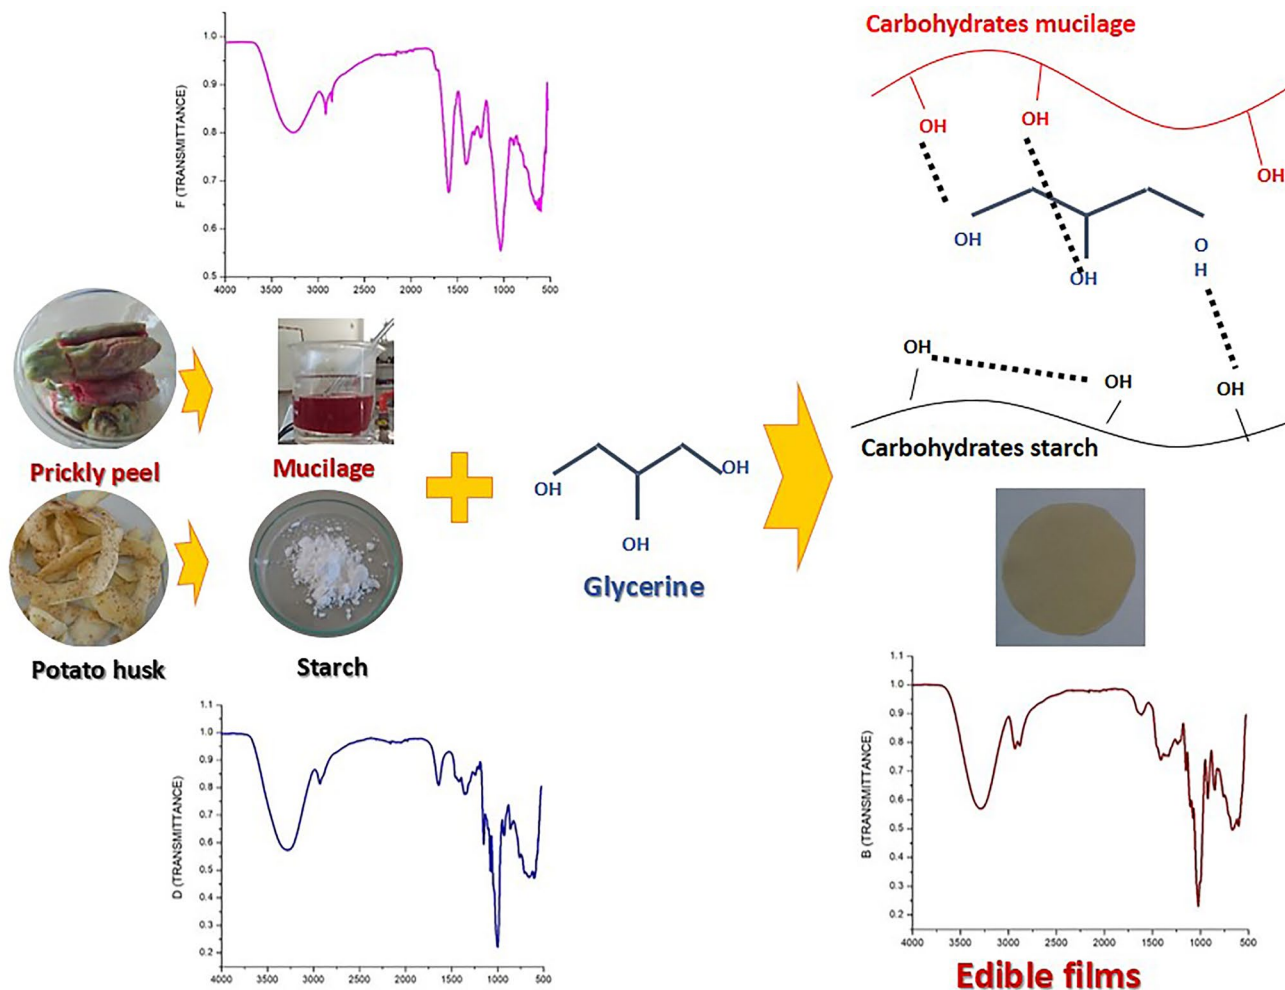 1.0
0.9
0.8
0.7
0.6
0.5
F (TRANSMITTANCE)
4000 3500 3000 2500 2000 1500 1000 500
Carbohydrates mucilage
OH
OH
OH
OH
OH
O
H
OH
OH
OH
Carbohydrates starch
Prickly peel
Mucilage
Potato husk
Starch
OH
OH
OH
Glycerine
1.1
1.0
0.9
0.8
0.7
0.6
0.5
0.4
0.3
0.2
D (TRANSMITTANCE)
4000 3500 3000 2500 2000 1500 1000 500
1.1
1.0
0.9
0.8
0.7
0.6
0.5
0.4
0.3
0.2
B (TRANSMITTANCE)
4000 3500 3000 2500 2000 1500 1000 500
Edible films